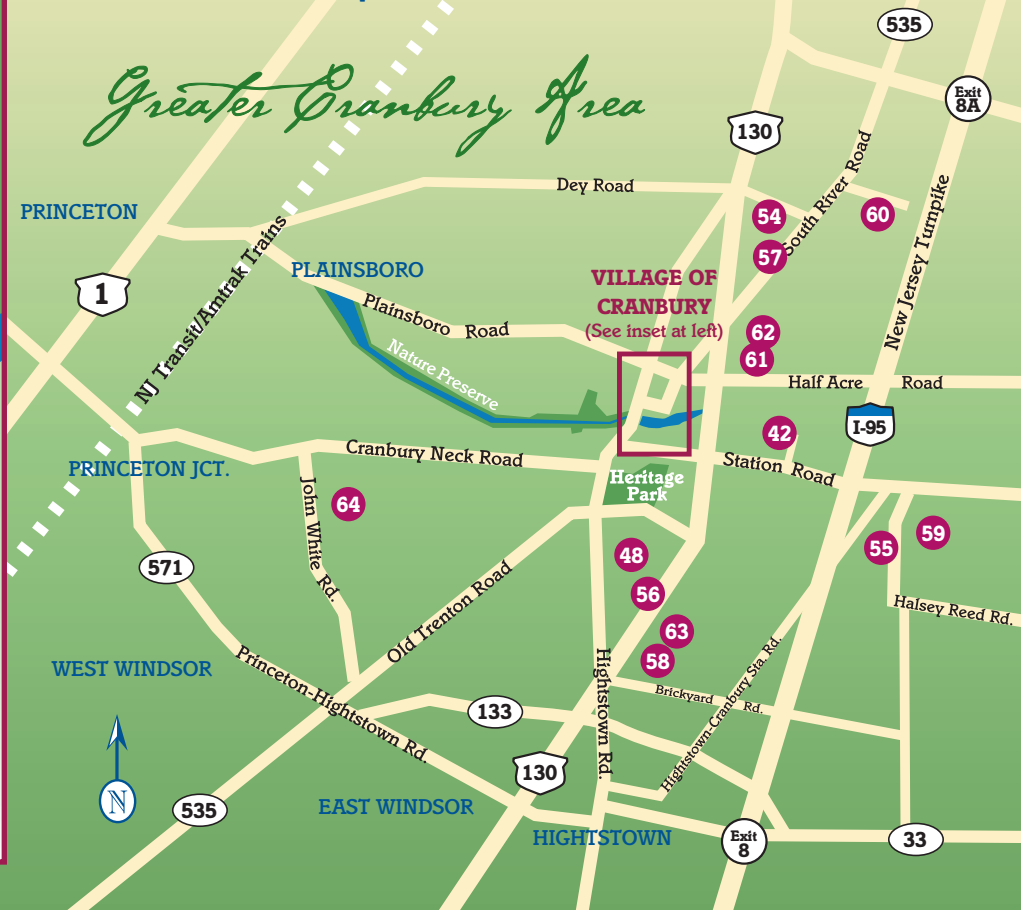 535
Greater Cranbury Area
Exit
8A
130
Dey Road
PRINCETON
54
South River Road
60
57
NJ Transit/Amtrak Trains
PLAINSBORO
New Jersey Turnpike
VILLAGE OF
CRANBURY
(See inset at left)
1
Plainsboro Road
62
61
Nature Preserve
Half Acre Road
I-95
42
Cranbury Neck Road
Station Road
PRINCETON JCT.
Heritage
Park
John White Rd.
64
59
55
48
571
56
Old Trenton Road
Halsey Reed Rd.
63
58
WEST WINDSOR
Princeton-Hightstown Rd.
Hightstown Rd.
Brickyard Rd.
Hightstown-Cranbury Sta. Rd.
133
130
N
535
EAST WINDSOR
HIGHTSTOWN
Exit
8
33